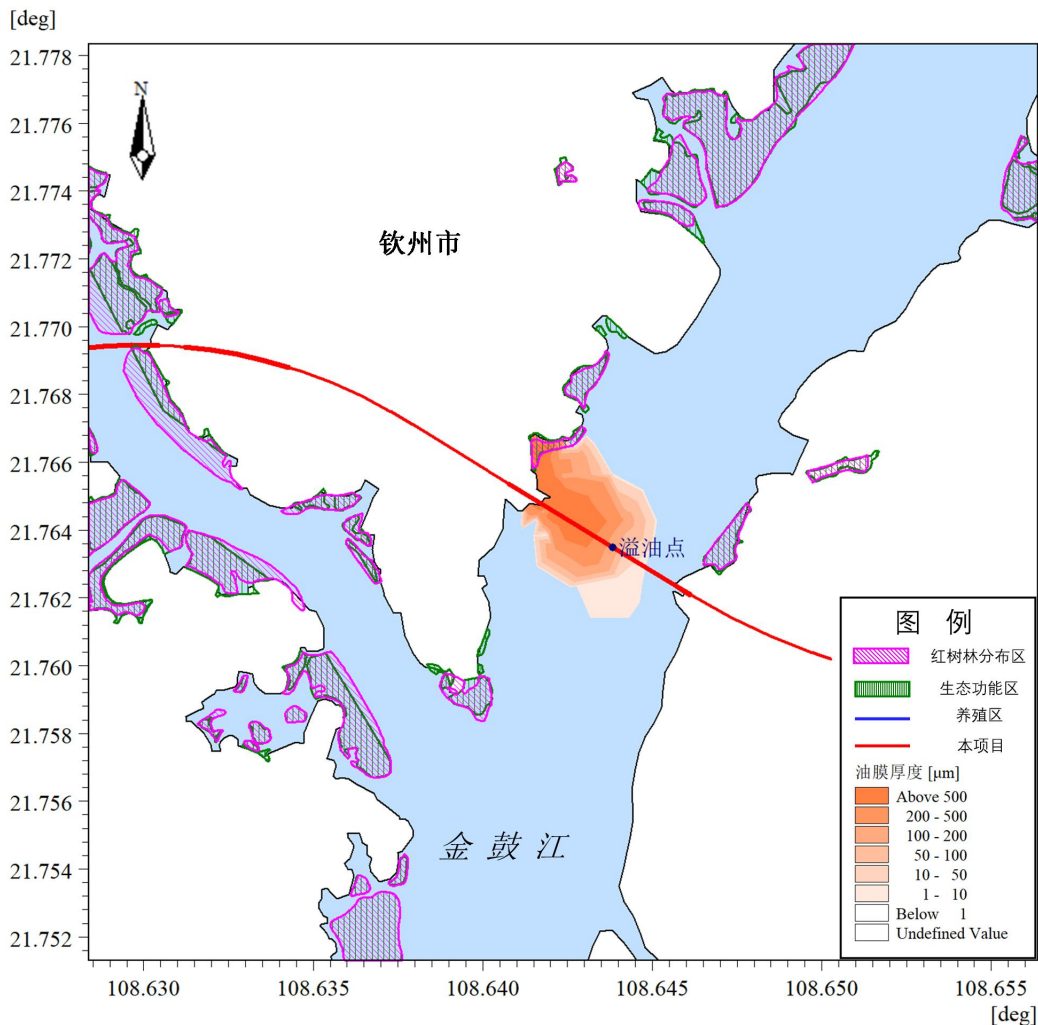 [deg]
21.778
21.776
21.774
21.772
21.770
21.768
21.766
21.764
21.762
21.760
21.758
21.756
21.754
21.752
N
钦州市
溢油点
金鼓江
图 例
红树林分布区
生态功能区
养殖区
本项目
油膜厚度 [μm]
Above 500
200 - 500
100 - 200
50 - 100
10 - 50
1 - 10
Below 1
Undefined Value
108.630 108.635 108.640 108.645 108.650 108.655
[deg]